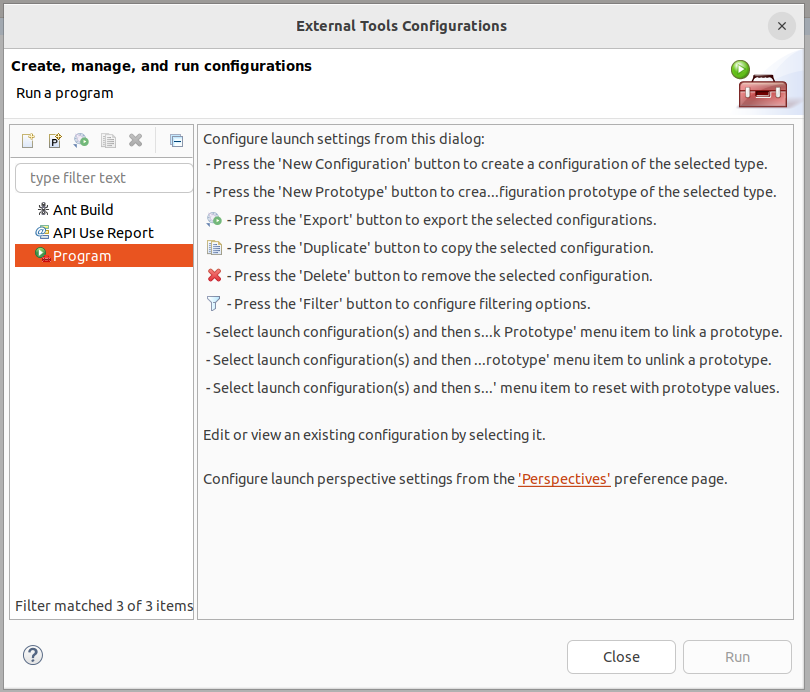 External Tools Configurations
Create, manage, and run configurations
Run a program
type filter text
Ant Build
API Use Report
Program
Filter matched 3 of 3 items
Configure launch settings from this dialog:
- Press the 'New Configuration' button to create a configuration of the selected type.
- Press the 'New Prototype' button to crea...figuration prototype of the selected type.
- Press the 'Export' button to export the selected configurations.
- Press the 'Duplicate' button to copy the selected configuration.
- Press the 'Delete' button to remove the selected configuration.
- Press the 'Filter' button to configure filtering options.
- Select launch configuration(s) and then s...k Prototype' menu item to link a prototype.
- Select launch configuration(s) and then ...rototype' menu item to unlink a prototype.
- Select launch configuration(s) and then s...' menu item to reset with prototype values.
Edit or view an existing configuration by selecting it.
Configure launch perspective settings from the 'Perspectives' preference page.
Close
Run